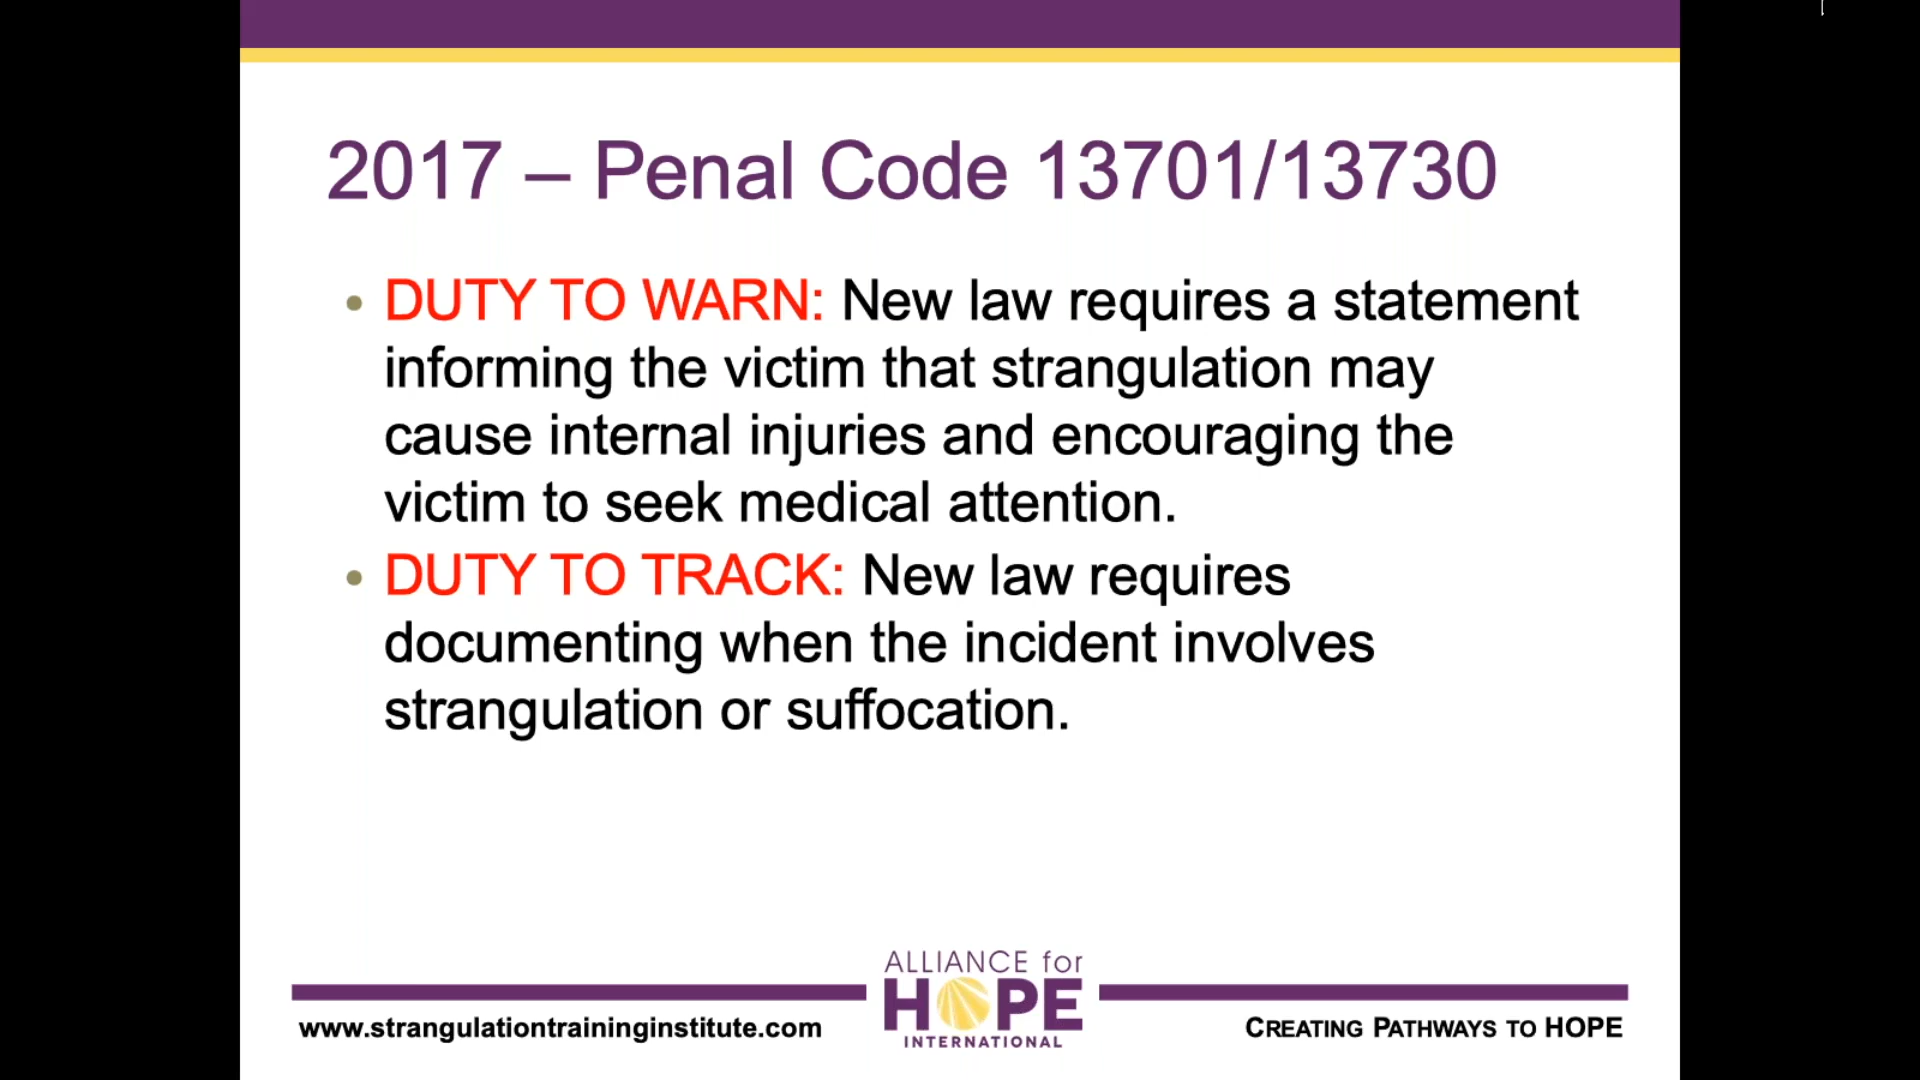 2017 – Penal Code 13701/13730
• DUTY TO WARN: New law requires a statement
informing the victim that strangulation may
cause internal injuries and encouraging the
victim to seek medical attention.
• DUTY TO TRACK: New law requires
documenting when the incident involves
strangulation or suffocation.
ALLIANCE for
HOPE
INTERNATIONAL
www.strangulationtraininginstitute.com
CREATING PATHWAYS TO HOPE